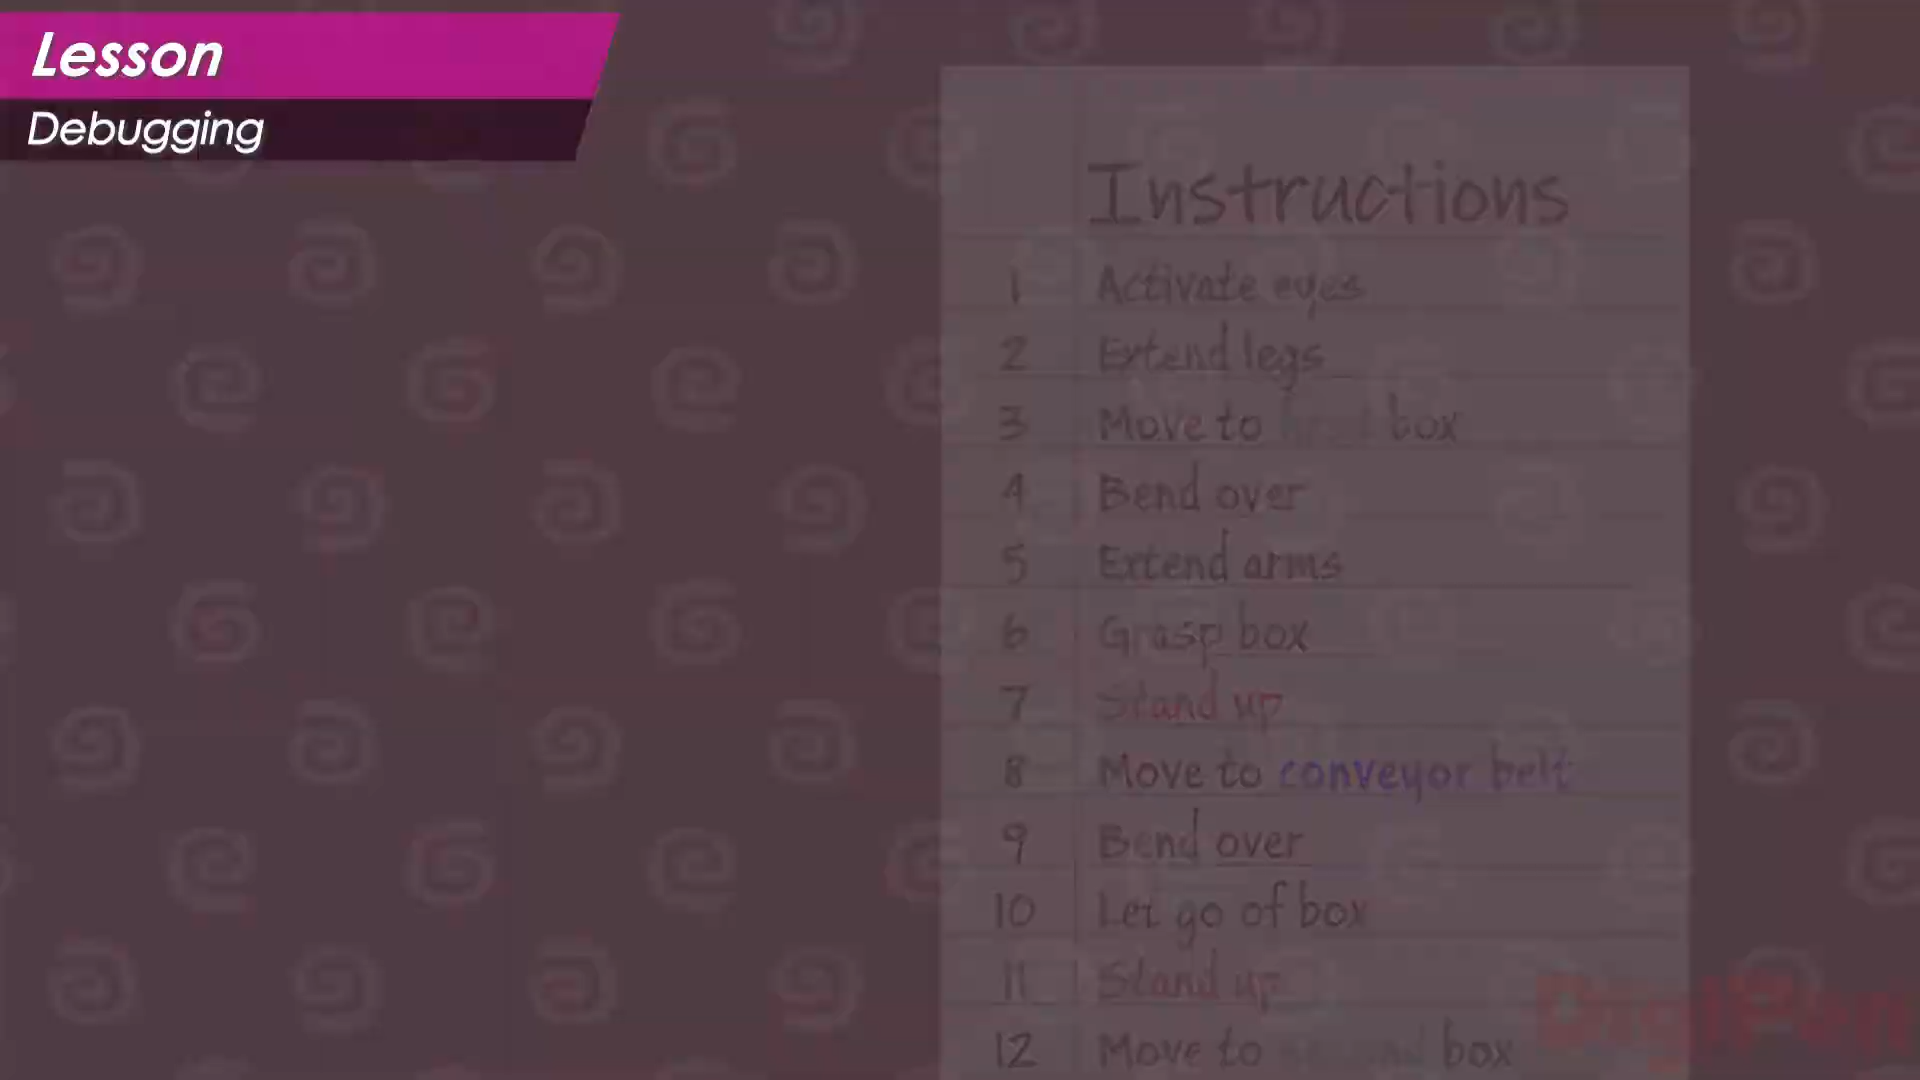 Lesson
Debugging
Instructions
1 Activate eyes
2 Extend legs
3 Move to box
4 Bend over
5 Extend arms
6 Grasp box
7 Stand up
8 Move to conveyor belt
9 Bend over
10 Let go of box
11 Stand up
12 Move to box
DigiPen